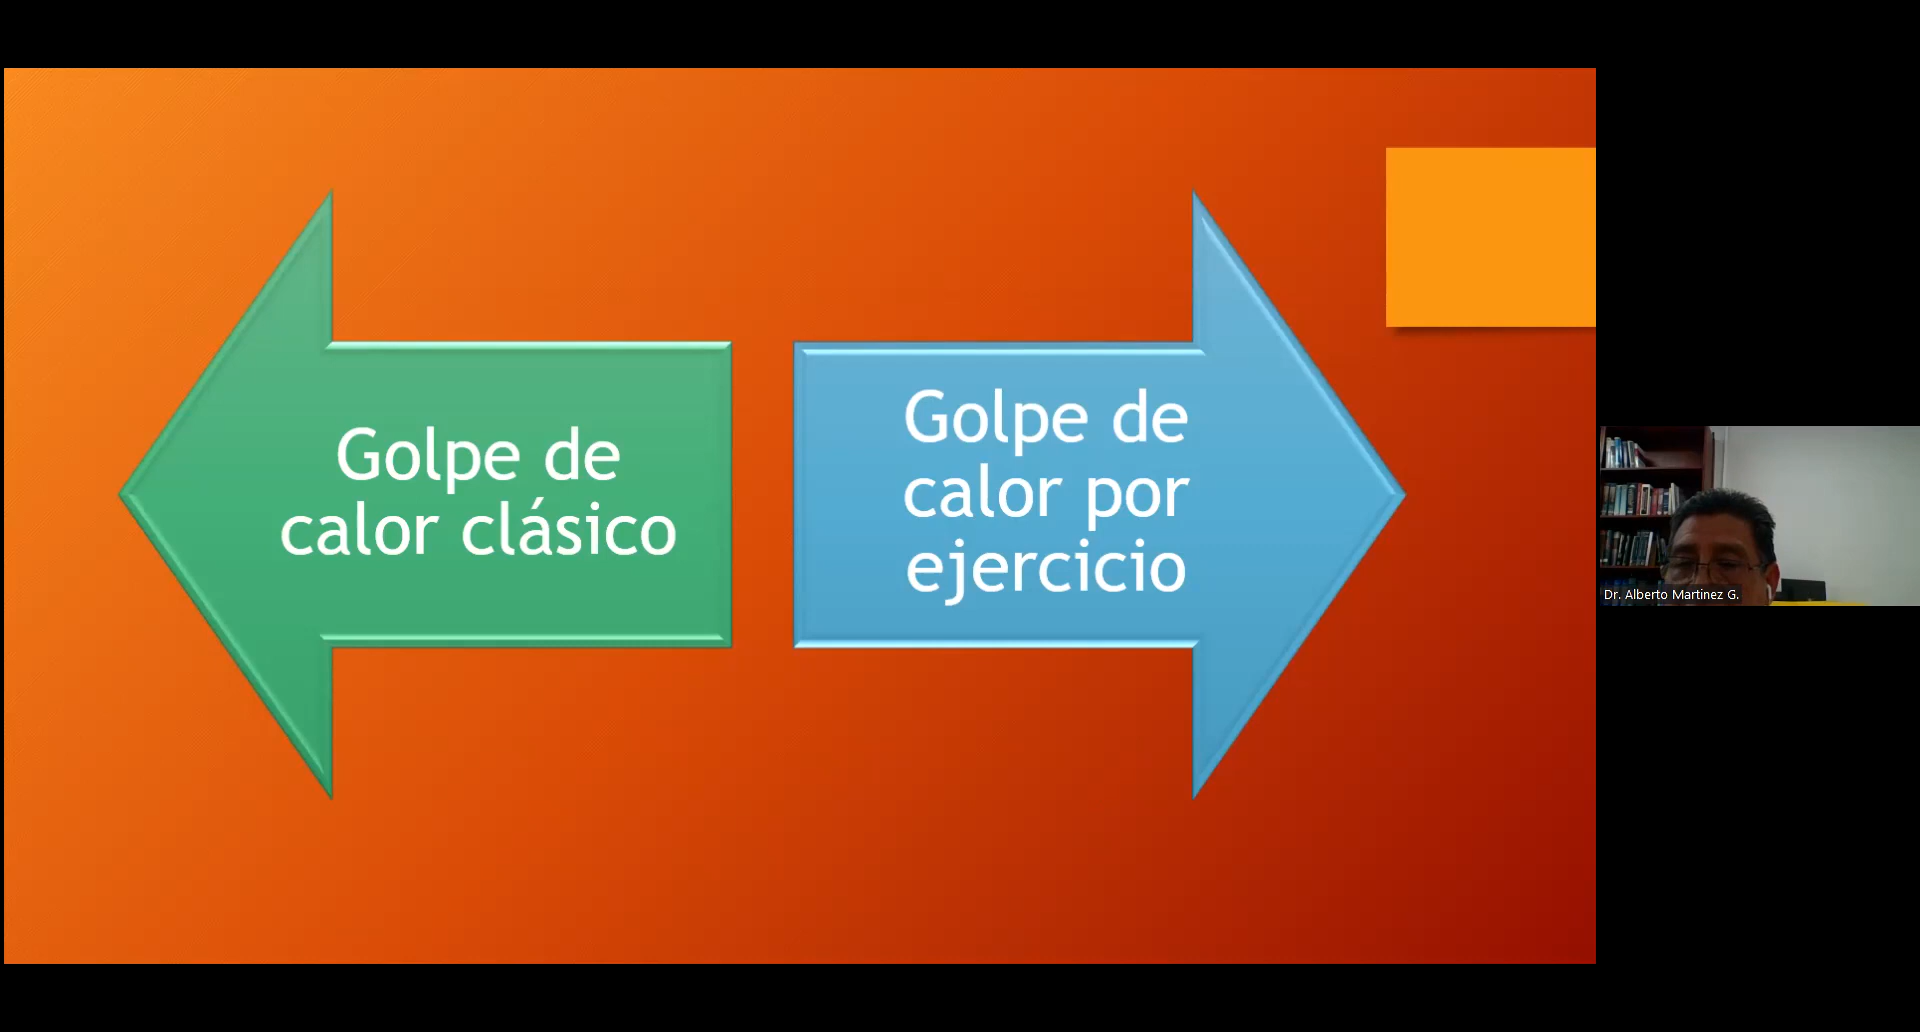 Golpe de
calor clásico
Golpe de
calor por
ejercicio
Dr. Alberto Martinez G.